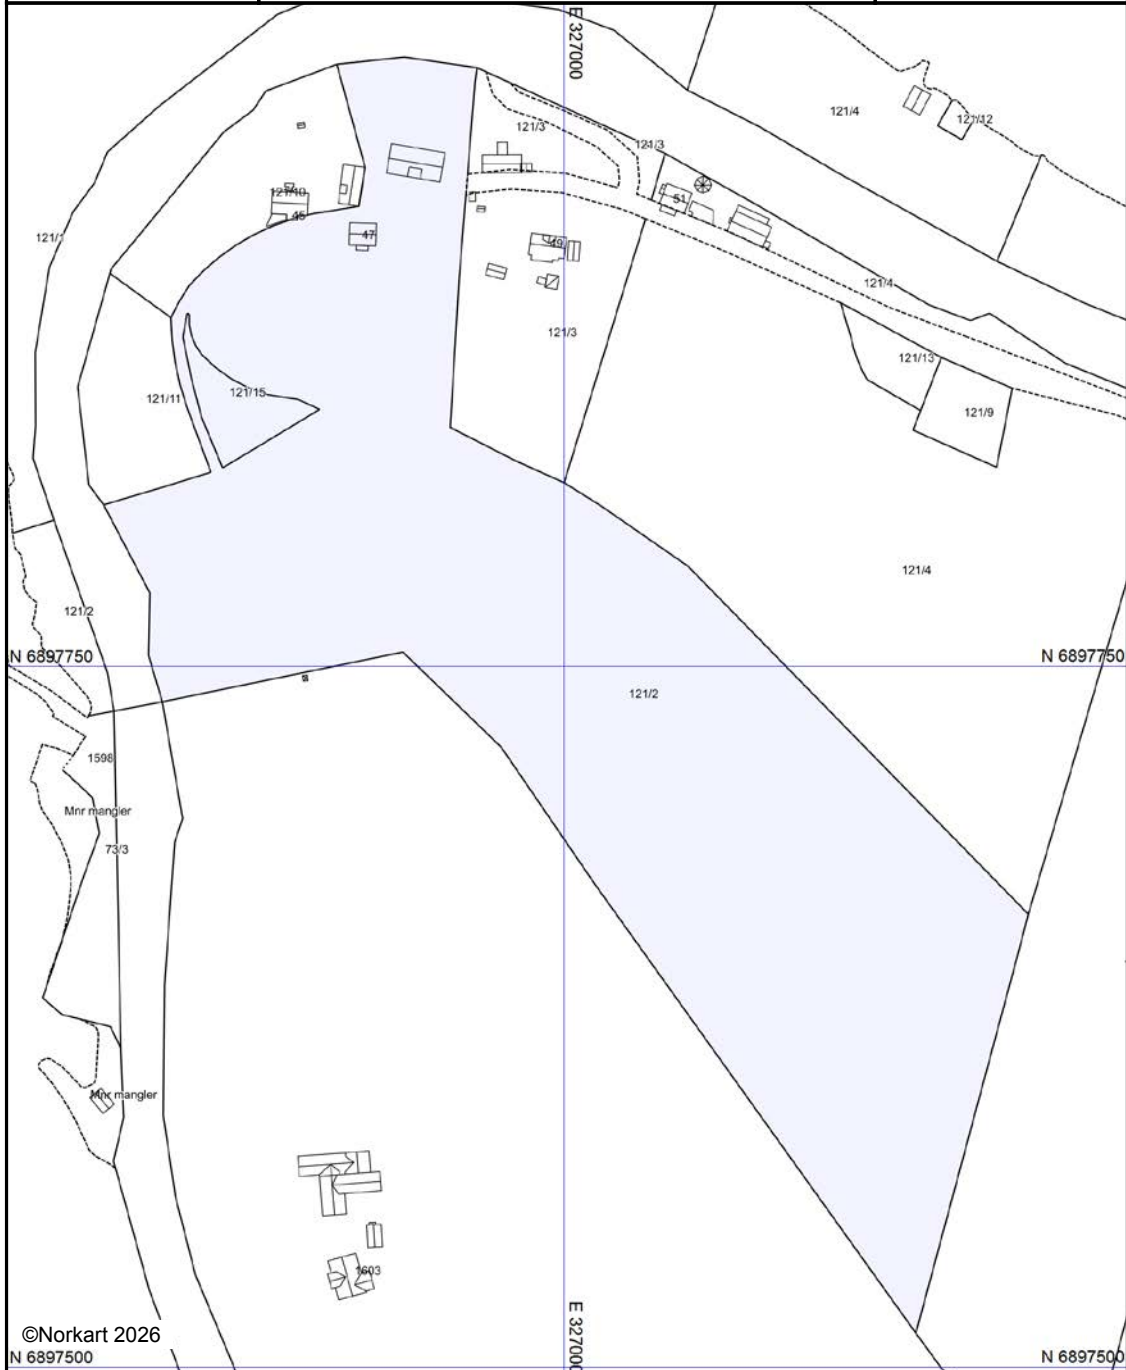 E 327000
121/4
121/12
121/3
121/3
121/10
51
45
121/1
47
49
121/4
121/3
121/13
121/15
121/11
121/9
121/4
121/2
N 6897750
N 6897750
121/2
1598
Mnr mangler
73/3
Mnr mangler
1603
E 327000
©Norkart 2026
N 6897500
N 6897500